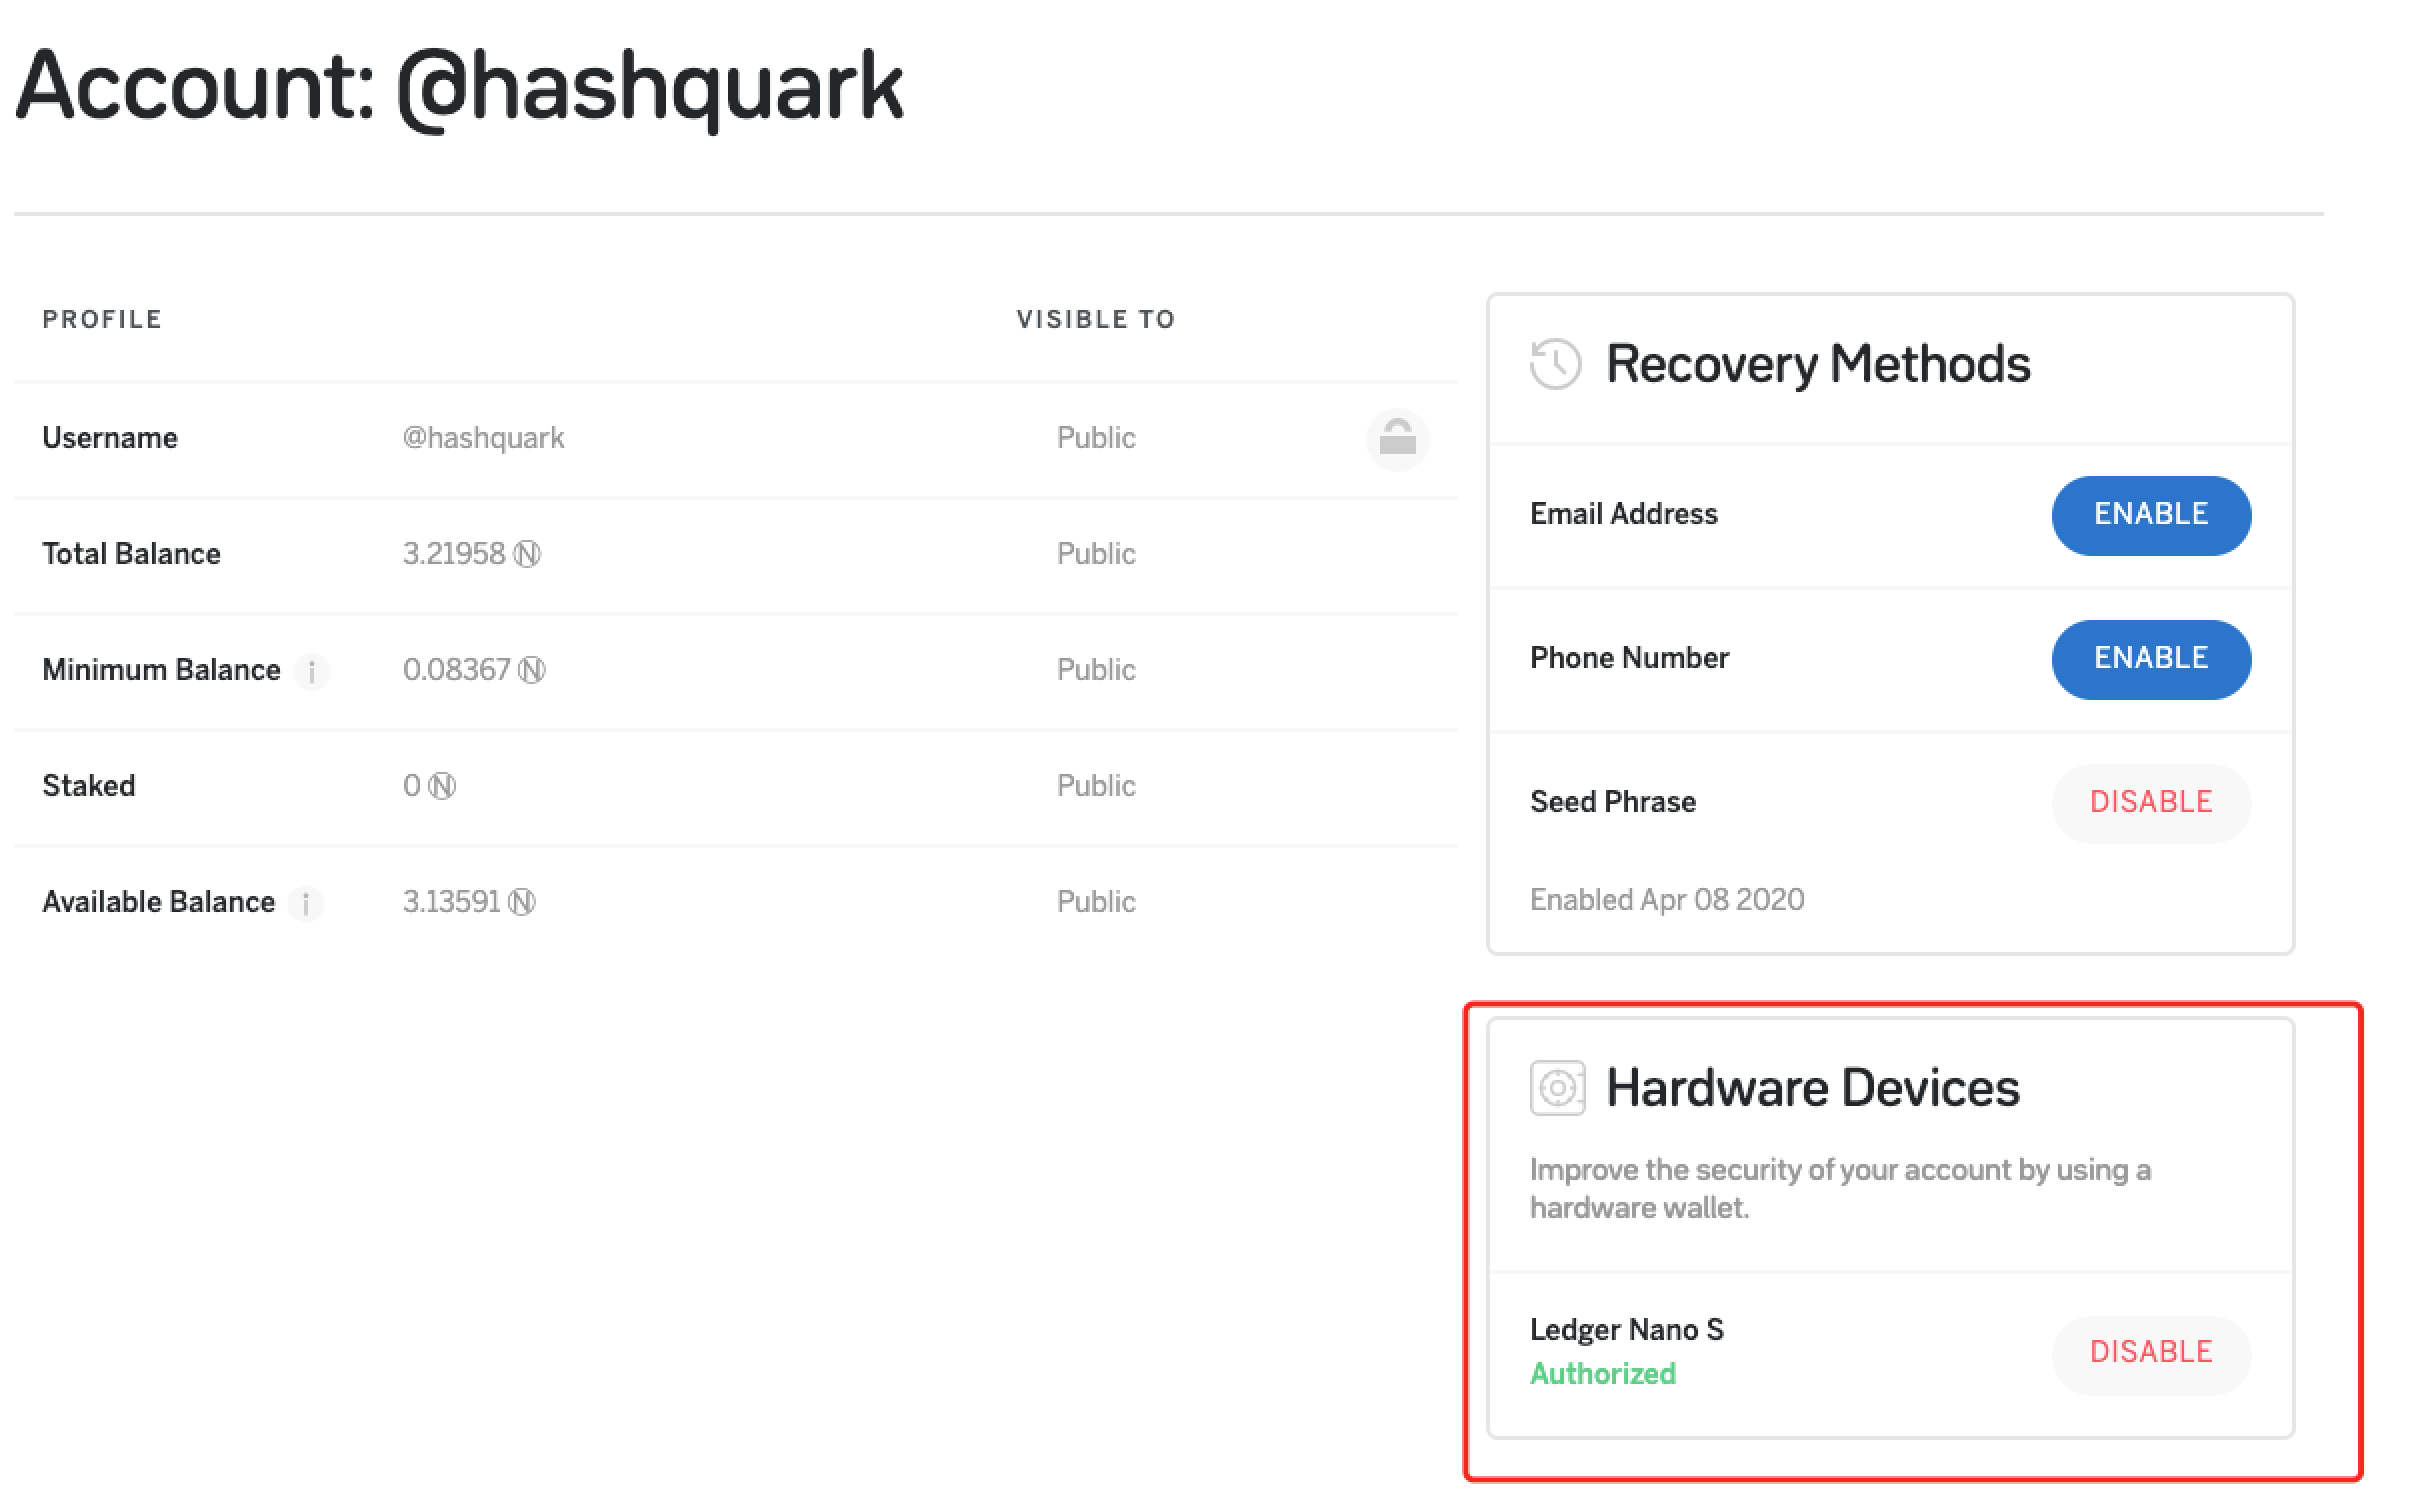 Account: @hashquark
PROFILE
VISIBLE TO
Username
@hashquark
Public
Total Balance
3.21958 Ⓝ
Public
Minimum Balance i
0.08367 Ⓝ
Public
Staked
0 Ⓝ
Public
Available Balance i
3.13591 Ⓝ
Public
Recovery Methods
Email Address
ENABLE
Phone Number
ENABLE
Seed Phrase
DISABLE
Enabled Apr 08 2020
Hardware Devices
Improve the security of your account by using a
hardware wallet.
Ledger Nano S
Authorized
DISABLE